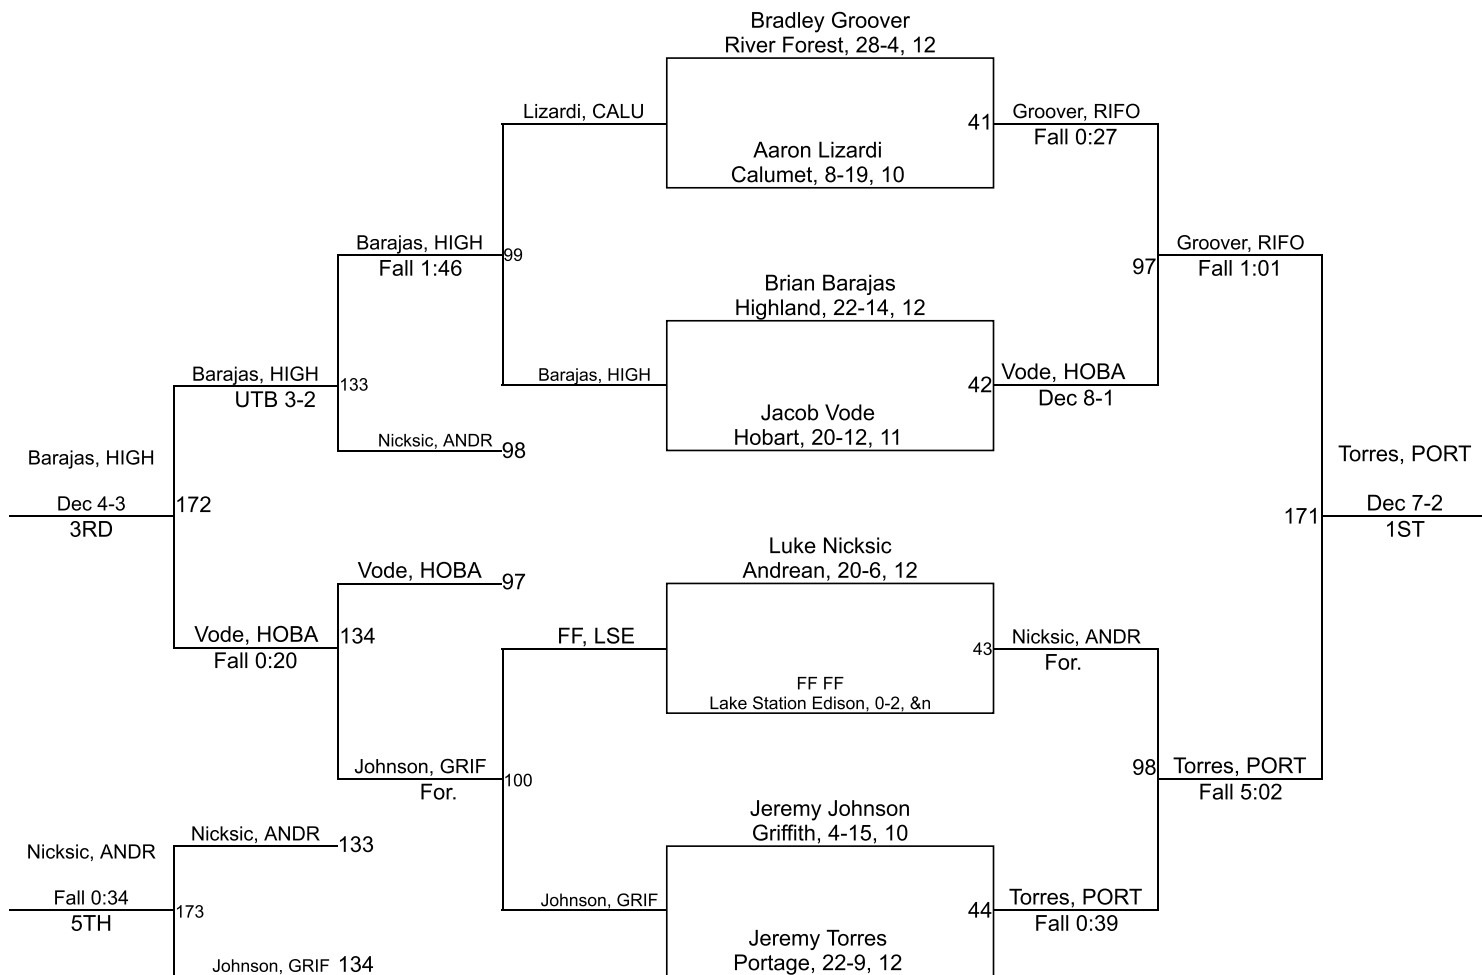 Bradley Groover
River Forest, 28-4, 12
Lizardi, CALU
41
Groover, RIFO
Fall 0:27
Aaron Lizardi
Calumet, 8-19, 10
Barajas, HIGH
Fall 1:46
99
Groover, RIFO
Fall 1:01
97
Brian Barajas
Highland, 22-14, 12
Barajas, HIGH
UTB 3-2
133
Barajas, HIGH
42
Vode, HOBA
Dec 8-1
Jacob Vode
Hobart, 20-12, 11
Nicksic, ANDR
98
Barajas, HIGH
Dec 4-3
3RD
172
Torres, PORT
Dec 7-2
1ST
171
Luke Nicksic
Andrean, 20-6, 12
Vode, HOBA
97
Vode, HOBA
Fall 0:20
134
FF, LSE
43
Nicksic, ANDR
For.
FF FF
Lake Station Edison, 0-2, &n
Johnson, GRIF
For.
100
98
Torres, PORT
Fall 5:02
Jeremy Johnson
Griffith, 4-15, 10
Nicksic, ANDR
133
Nicksic, ANDR
Fall 0:34
5TH
173
Johnson, GRIF
44
Torres, PORT
Fall 0:39
Jeremy Torres
Portage, 22-9, 12
Johnson, GRIF
134